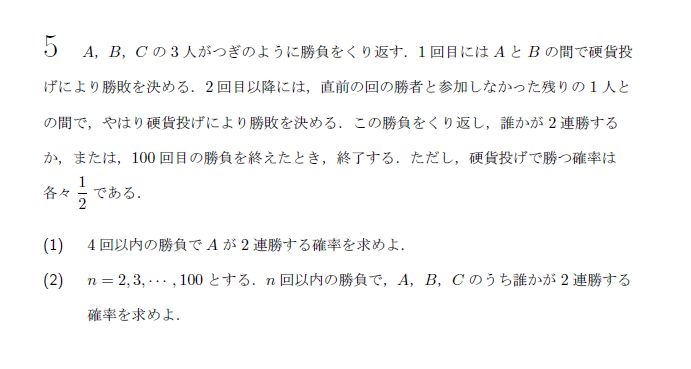 5 A，B，C の 3 人がつぎのように勝負をくり返す．1 回目には A と B の間で硬貨投
げにより勝敗を決める．2 回目以降には，直前の回の勝者と参加しなかった残りの 1 人と
の間で，やはり硬貨投げにより勝敗を決める．この勝負をくり返し，誰かが 2 連勝する
か，または，100 回目の勝負を終えたとき，終了する．ただし，硬貨投げで勝つ確率は
各々 1/2 である．
(1) 4 回以内の勝負で A が 2 連勝する確率を求めよ．
(2) n = 2, 3, ⋯ , 100 とする．n 回以内の勝負で，A，B，C のうち誰かが 2 連勝する
確率を求めよ．